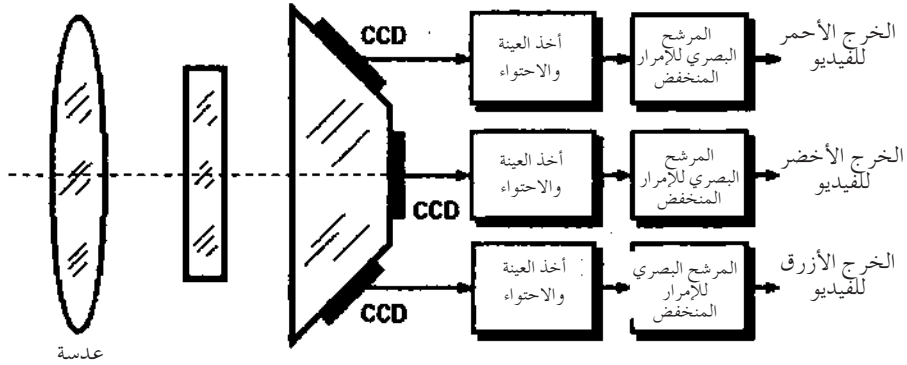 CCD
أخذ العينة
والاحتواء
المرشح
البصري للإمرار
المنخفض
الخرج الأحمر
للفيديو
CCD
أخذ العينة
والاحتواء
المرشح
البصري للإمرار
المنخفض
الخرج الأخضر
للفيديو
CCD
أخذ العينة
والاحتواء
المرشح البصري
للإمرار
المنخفض
الخرج الأزرق
للفيديو
عدسة